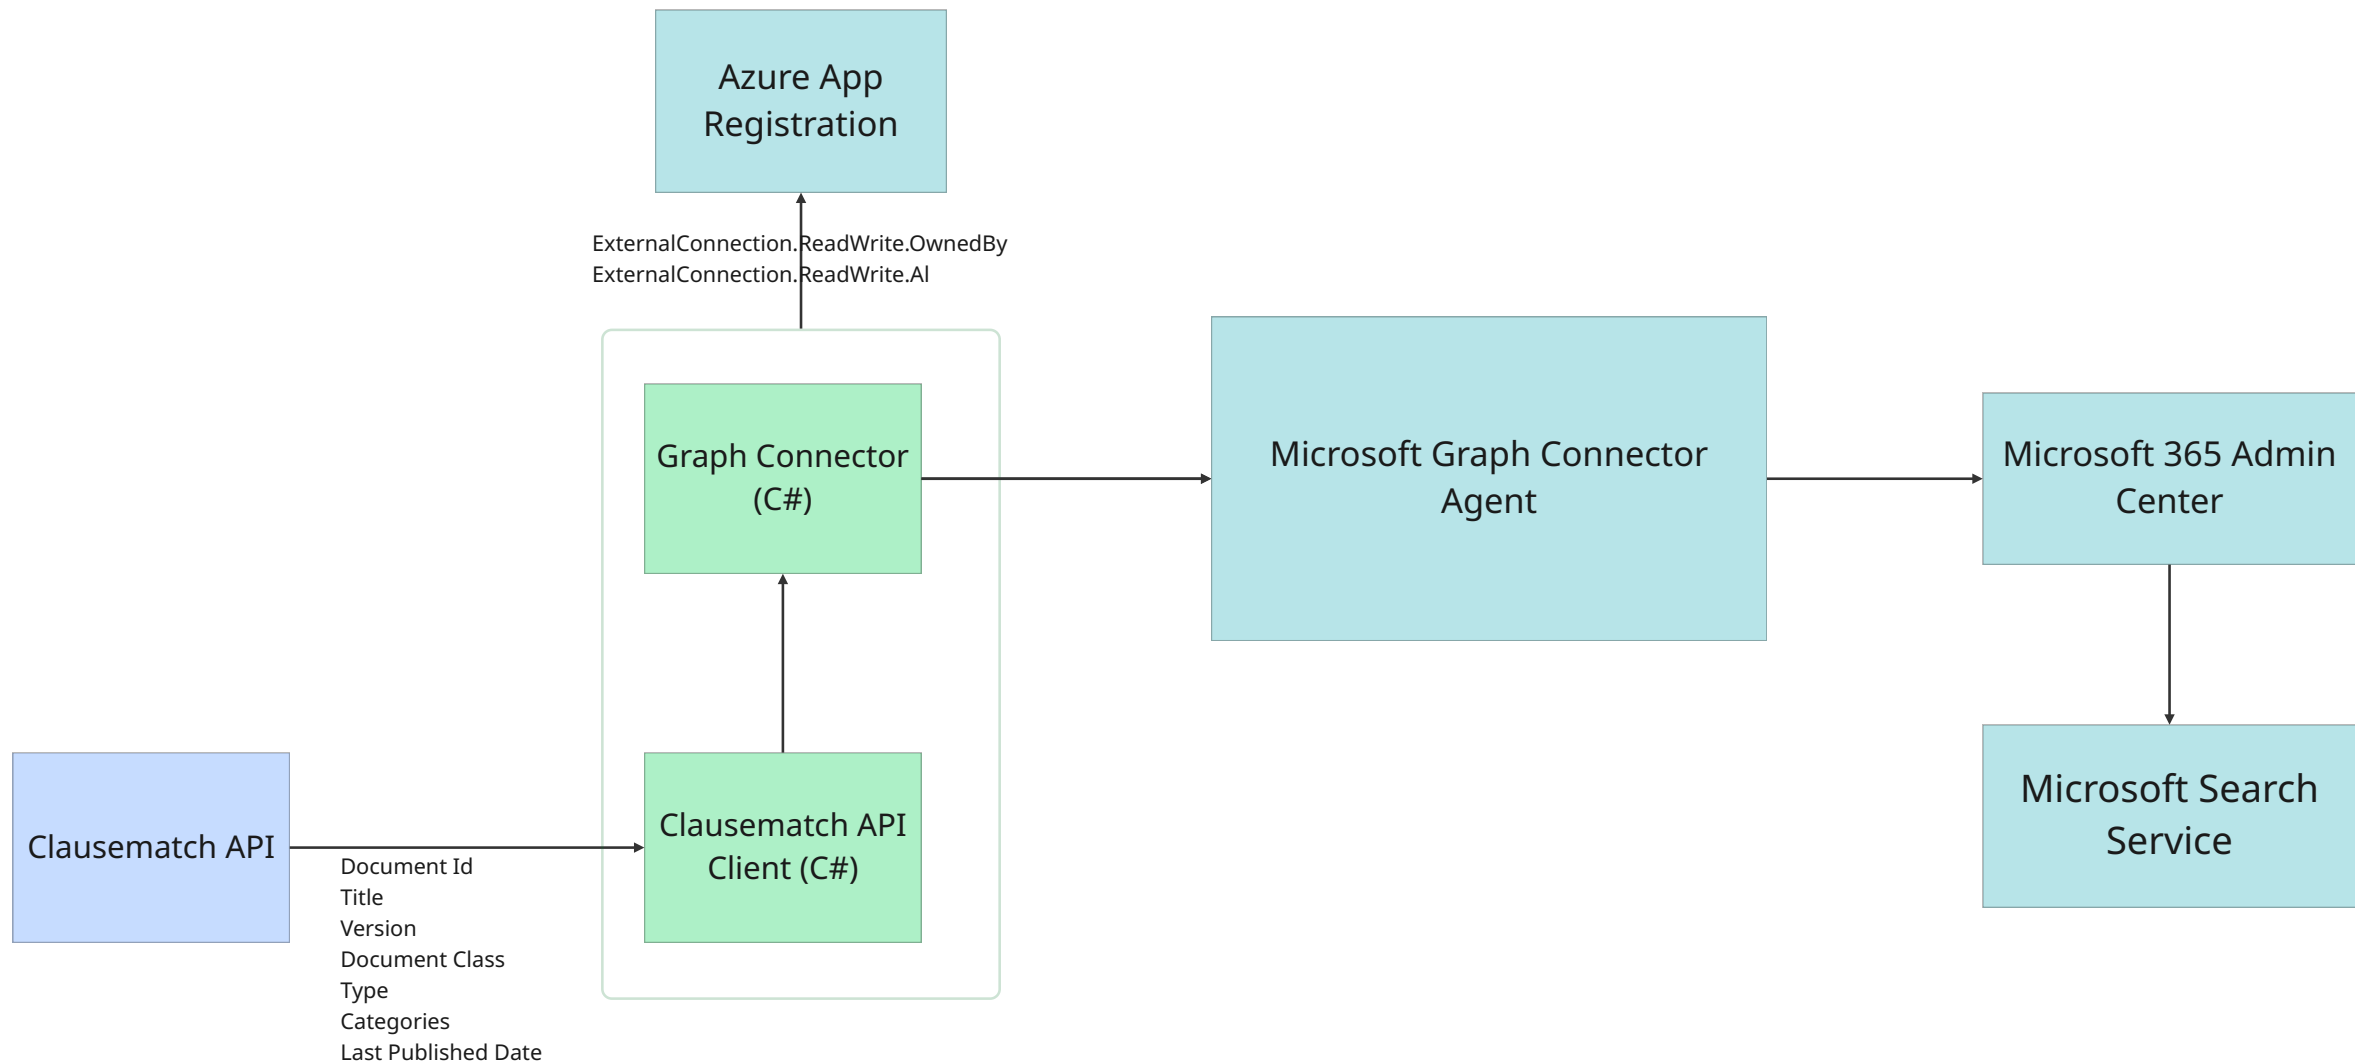 Azure App
Registration
ExternalConnection.ReadWrite.OwnedBy
ExternalConnection.ReadWrite.Al
Graph Connector
(C#)
Microsoft Graph Connector
Agent
Microsoft 365 Admin
Center
Clausematch API
Document Id
Title
Version
Document Class
Type
Categories
Last Published Date
Clausematch API
Client (C#)
Microsoft Search
Service